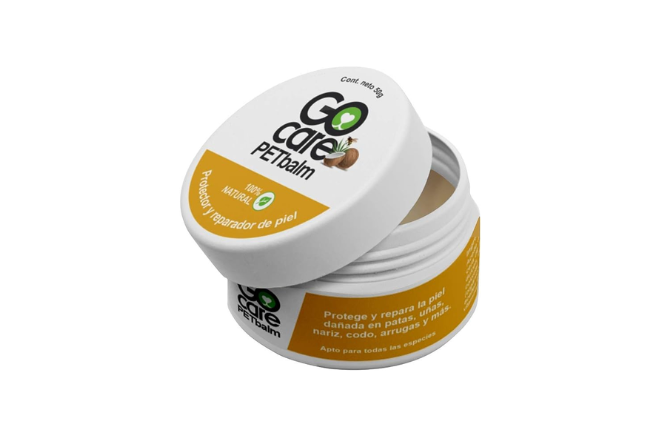 Cont. neto 50g
GO
care
PETbalm
100%
NATURAL
Protector y reparador de piel
GO
care
PETbalm
Protege y repara la piel
dañada en patas, uñas,
nariz, codo, arrugas y más.
Apto para todas las especies